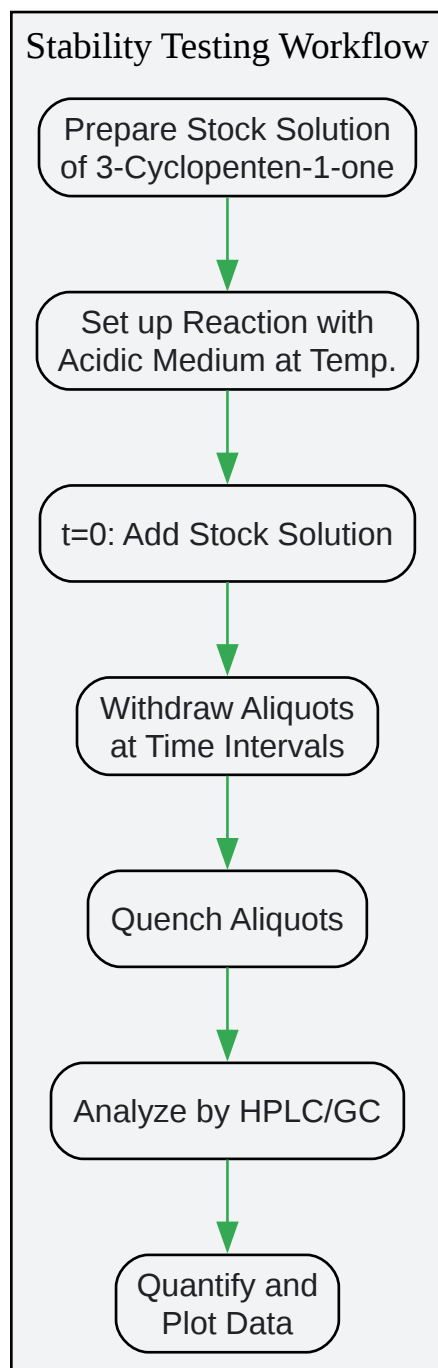 Stability Testing Workflow
Prepare Stock Solution
of 3-Cyclopenten-1-one
Set up Reaction with
Acidic Medium at Temp.
t=0: Add Stock Solution
Withdraw Aliquots
at Time Intervals
Quench Aliquots
Analyze by HPLC/GC
Quantify and
Plot Data